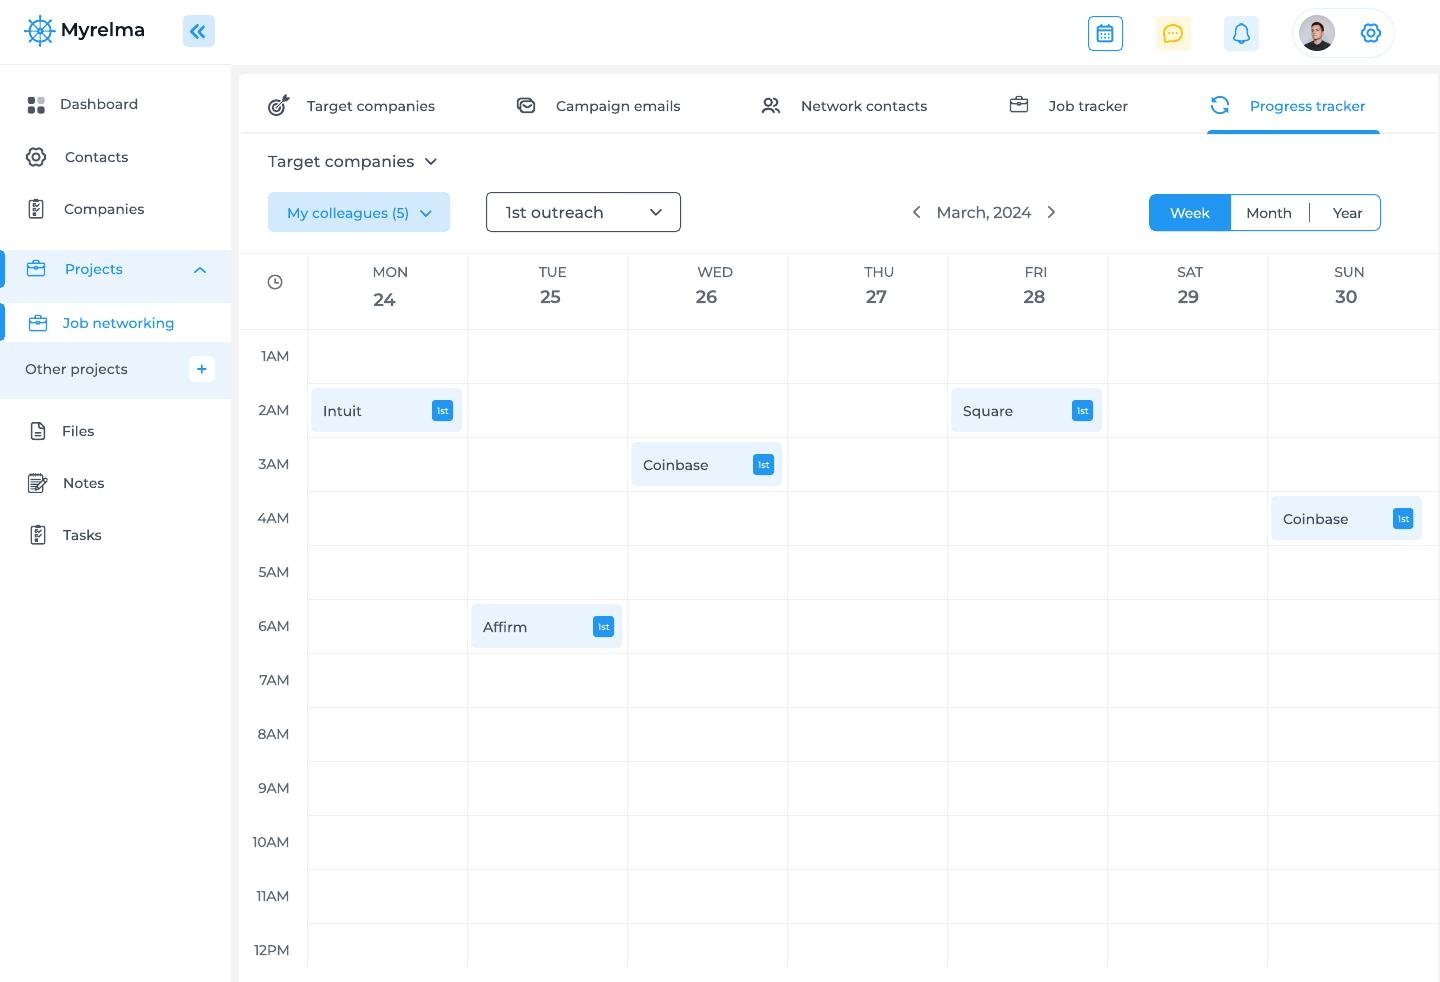 Myrelma
Dashboard
Contacts
Companies
Projects
Job networking
Other projects
+
Files
Notes
Tasks
Target companies
Campaign emails
Network contacts
Job tracker
Progress tracker
Target companies
My colleagues (5)
1st outreach
March, 2024
Week
Month
Year
MON TUE WED THU FRI SAT SUN
24 25 26 27 28 29 30
1AM
2AM Intuit 1st Square 1st
3AM Coinbase 1st
4AM Coinbase 1st
5AM
6AM Affirm 1st
7AM
8AM
9AM
10AM
11AM
12PM